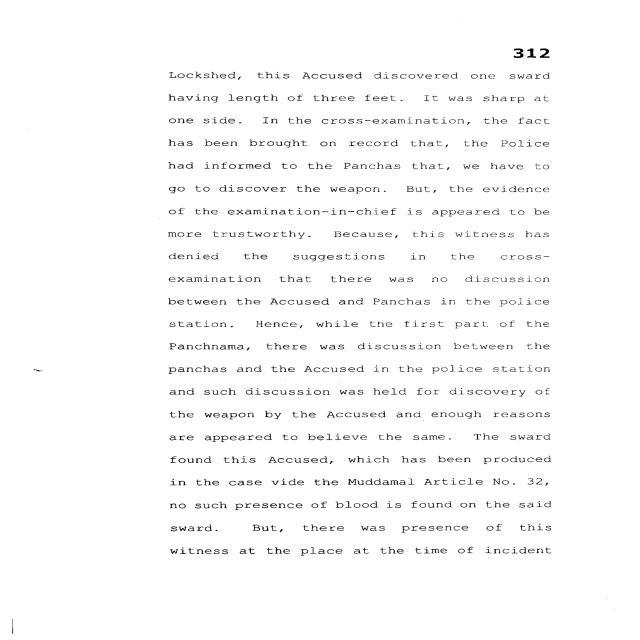 312
Lockshed, this Accused discovered one sward
having length of three feet. It was sharp at
one side. In the cross-examination, the fact
has been brought on record that, the Police
had informed to the Panchas that, we have to
go to discover the weapon. But, the evidence
of the examination-in-chief is appeared to be
more trustworthy. Because, this witness has
denied the suggestions in the cross-
examination that there was no discussion
between the Accused and Panchas in the police
station. Hence, while the first part of the
Panchnama, there was discussion between the
panchas and the Accused in the police station
and such discussion was held for discovery of
the weapon by the Accused and enough reasons
are appeared to believe the same. The sward
found this Accused, which has been produced
in the case vide the Muddamal Article No. 32,
no such presence of blood is found on the said
sward. But, there was presence of this
witness at the place at the time of incident